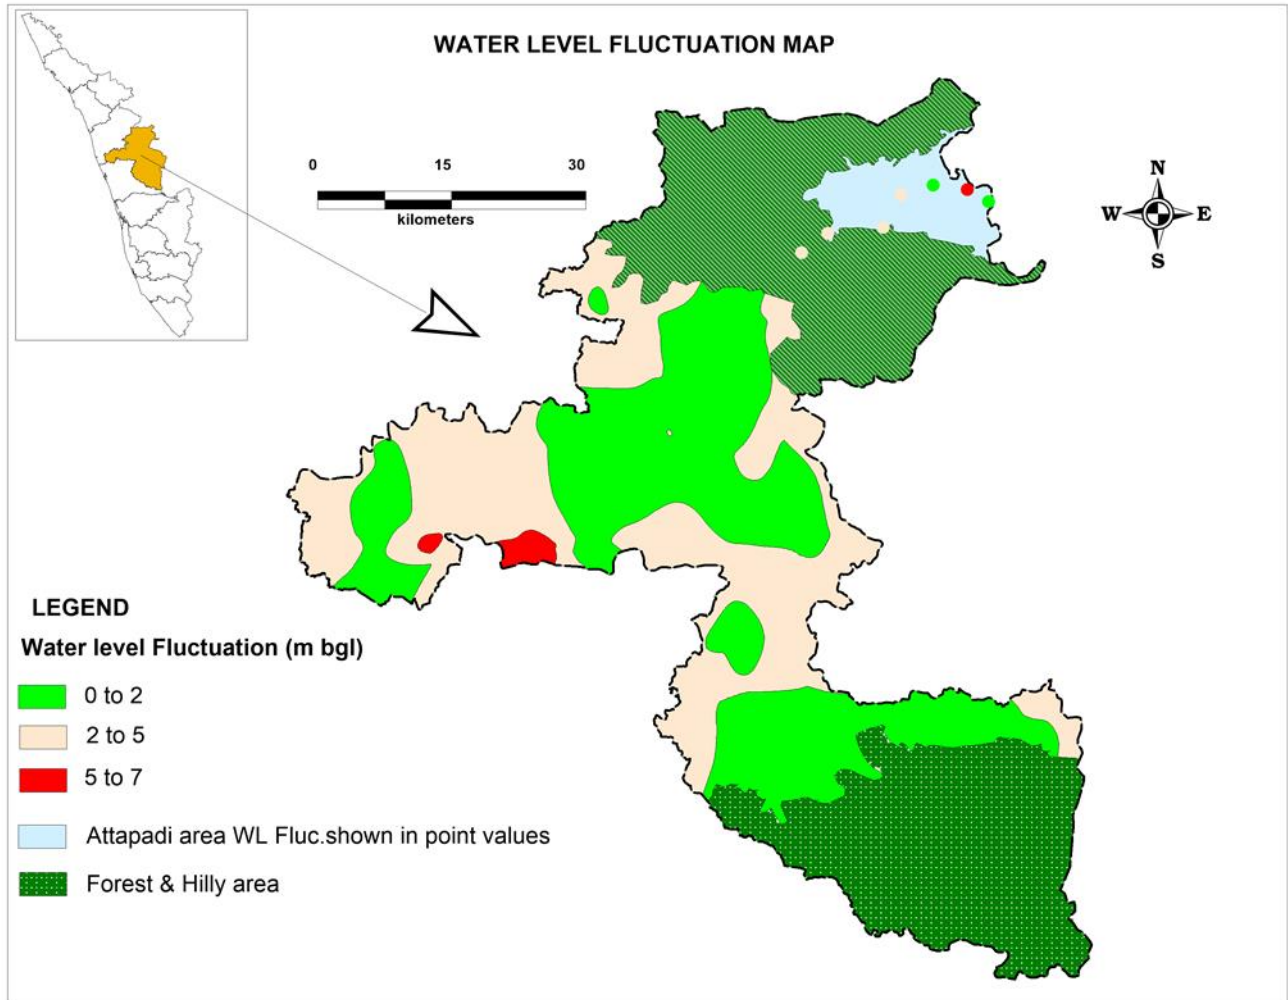 WATER LEVEL FLUCTUATION MAP
0 15 30
kilometers
N
W E
S
LEGEND
Water level Fluctuation (m bgl)
0 to 2
2 to 5
5 to 7
Attapadi area WL Fluc.shown in point values
Forest & Hilly area